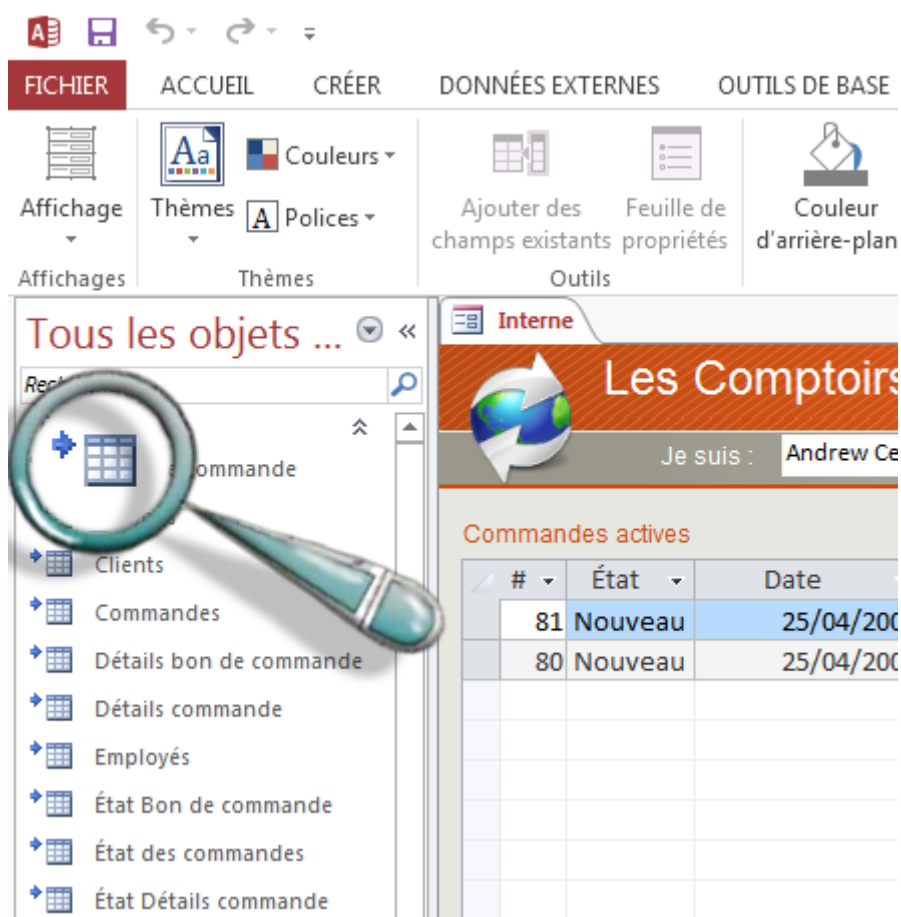 FICHIER ACCUEIL CRÉER DONNÉES EXTERNES OUTILS DE BASE
Affichage
Thèmes
Couleurs
Polices
Ajouter des champs existants
Feuille de propriétés
Couleur d'arrière-plan
Affichages Thèmes Outils
Tous les objets ... «
Interne
Les Comptoirs
Je suis : Andrew Ce
commande
Clients
Commandes
Détails bon de commande
Détails commande
Employés
État Bon de commande
État des commandes
État Détails commande
Commandes actives
# État Date
81 Nouveau 25/04/200
80 Nouveau 25/04/200